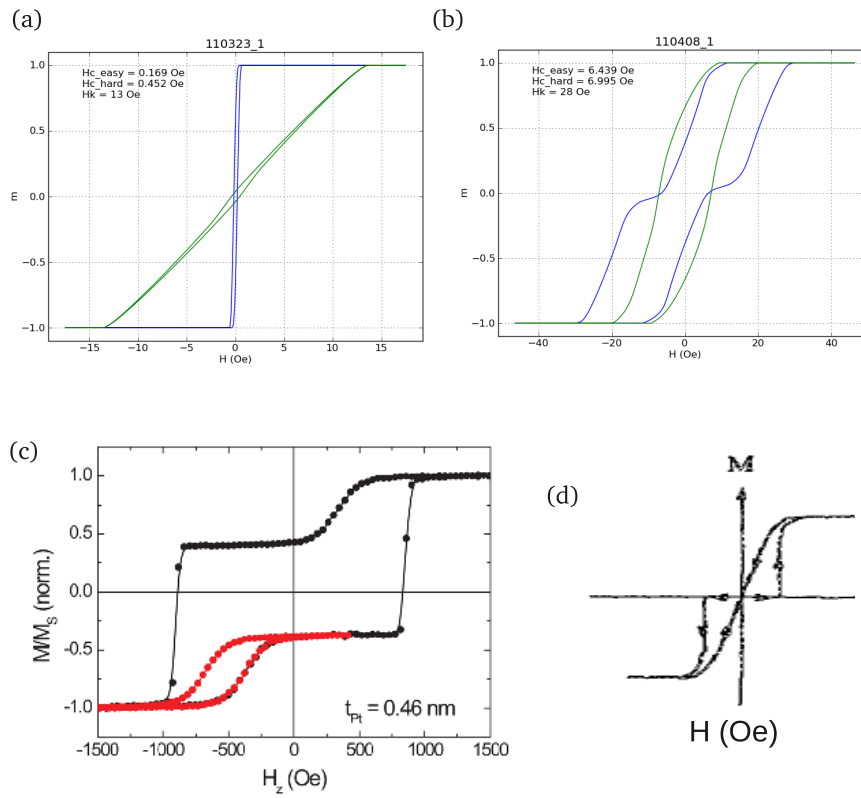 (a)
110323_1
Hc_easy = 0.169 Oe
Hc_hard = 0.452 Oe
Hk = 13 Oe
1.0
0.5
0.0
-0.5
-1.0
m
-15 -10 -5 0 5 10 15
H (Oe)
(b)
110408_1
Hc_easy = 6.439 Oe
Hc_hard = 6.995 Oe
Hk = 28 Oe
1.0
0.5
0.0
-0.5
-1.0
m
-40 -20 0 20 40
H (Oe)
(c)
1.0
0.5
0.0
-0.5
-1.0
M/MS (norm.)
tPt = 0.46 nm
-1500 -1000 -500 0 500 1000 1500
Hz (Oe)
(d)
M
H (Oe)